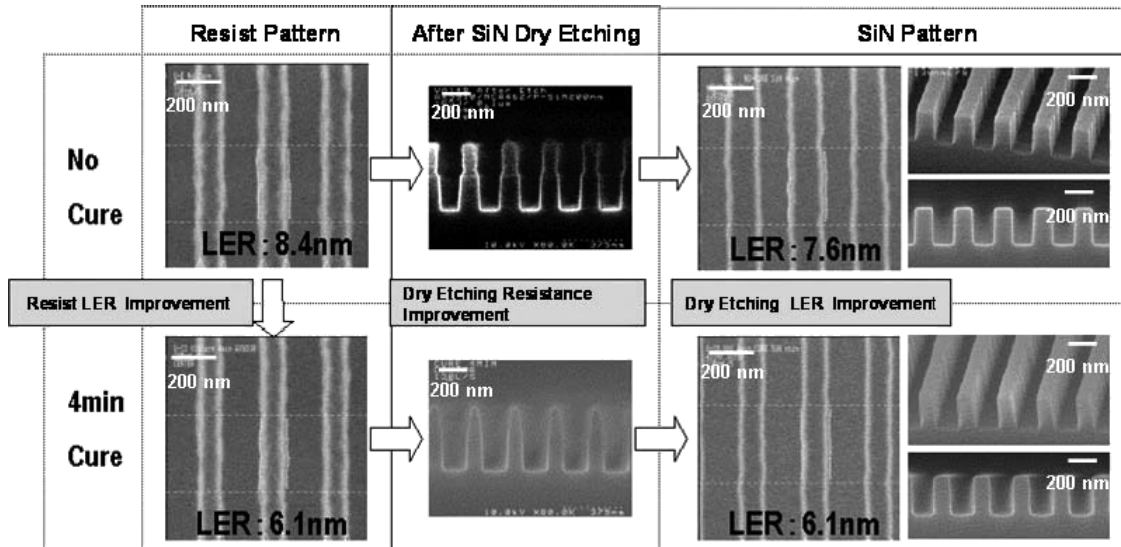 Resist Pattern
After SiN Dry Etching
SiN Pattern
No
Cure
200 nm
LER : 8.4nm
200 nm
200 nm
LER : 7.6nm
200 nm
200 nm
Resist LER Improvement
Dry Etching Resistance
Improvement
Dry Etching LER Improvement
4min
Cure
200 nm
LER : 6.1nm
200 nm
200 nm
LER : 6.1nm
200 nm
200 nm